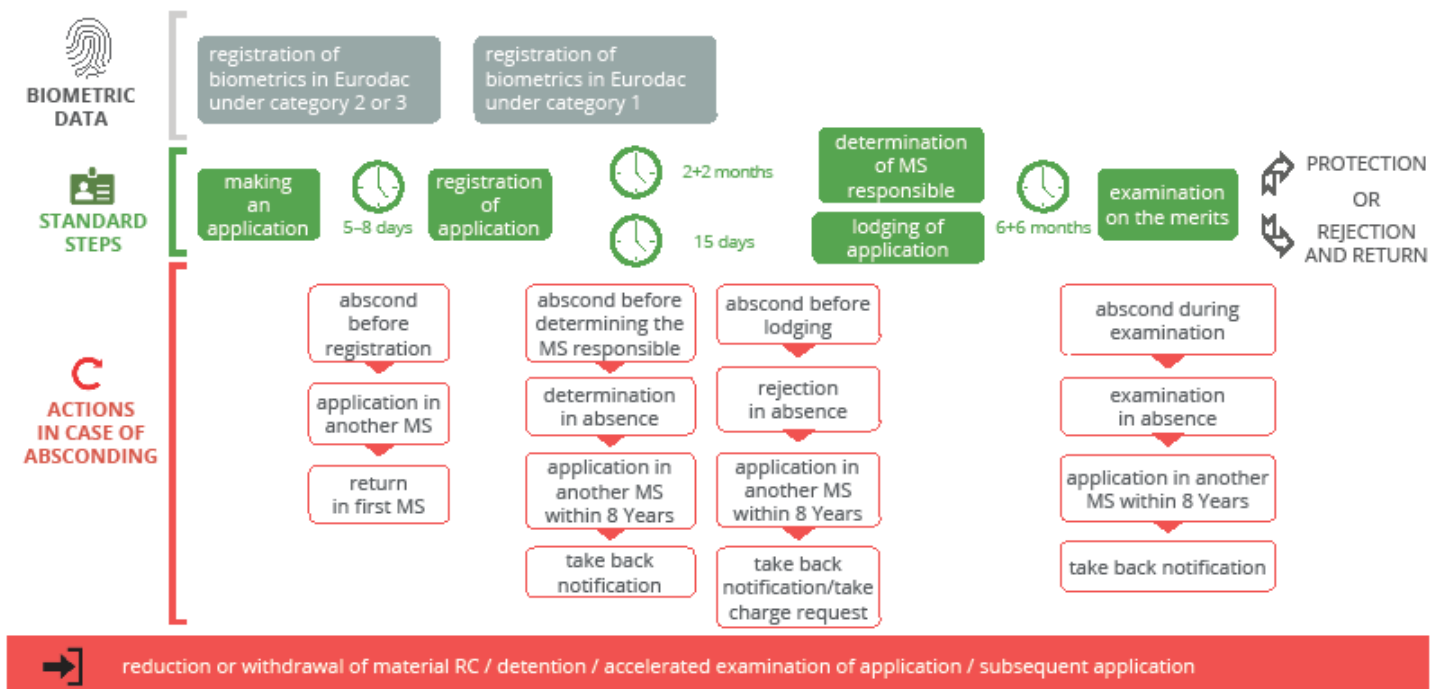 BIOMETRIC
DATA
registration of
biometrics in Eurodac
under category 2 or 3
registration of
biometrics in Eurodac
under category 1
STANDARD
STEPS
making
an
application
5–8 days
registration
of
application
2+2 months
15 days
determination
of MS
responsible
lodging of
application
6+6 months
examination
on the merits
PROTECTION
OR
REJECTION
AND RETURN
ACTIONS
IN CASE OF
ABSCONDING
abscond
before
registration
application in
another MS
return
in first MS
abscond before
determining the
MS responsible
determination
in absence
application in
another MS
within 8 Years
take back
notification
abscond before
lodging
rejection
in absence
application in
another MS
within 8 Years
take back
notification/take
charge request
abscond during
examination
examination
in absence
application in another
MS within 8 Years
take back notification
reduction or withdrawal of material RC / detention / accelerated examination of application / subsequent application